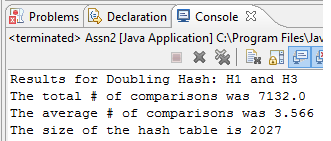 Problems Declaration Console
<terminated> Assn2 [Java Application] C:\Program Files\Jav
Results for Doubling Hash: H1 and H3
The total # of comparisons was 7132.0
The average # of comparisons was 3.566
The size of the hash table is 2027